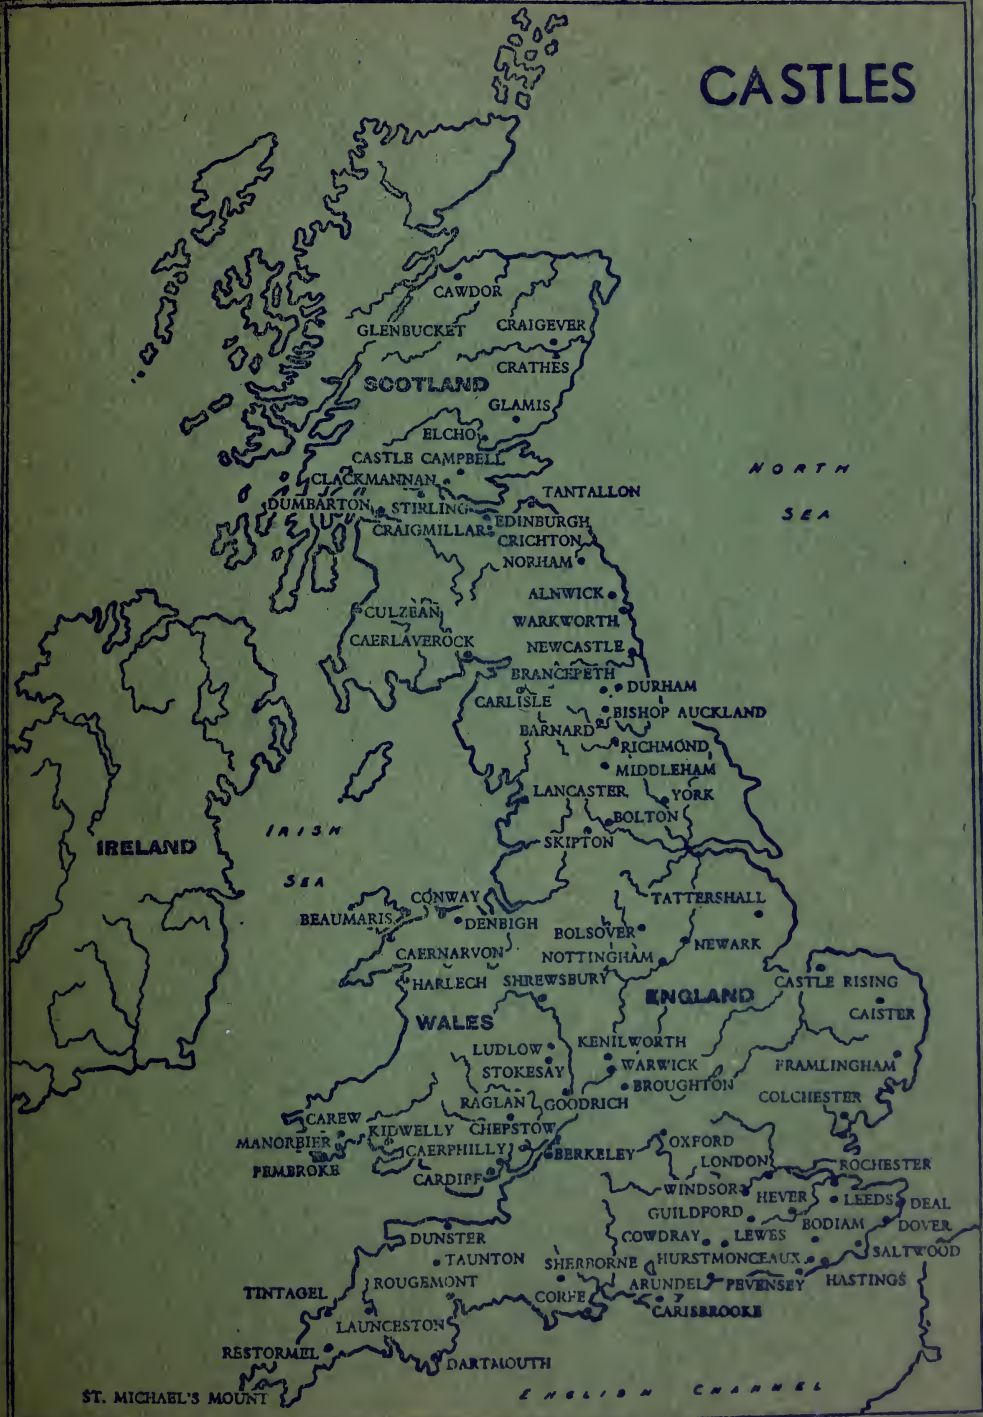 CASTLES
CAWDOR
GLENBUCKET
CRAIGEVER
CRATHES
SCOTLAND
GLAMIS
ELCHO
CASTLE CAMPBELL
NORTH
CLACKMANNAN
TANTALLON
DUMBARTON
STIRLING
SEA
EDINBURGH
CRAIGMILLAR
CRICHTON
NORHAM
ALNWICK
CULZEAN
WARKWORTH
CAERLAVEROCK
NEWCASTLE
BRANCEPETH
DURHAM
CARLISLE
BISHOP AUCKLAND
BARNARD
RICHMOND
MIDDLEHAM
LANCASTER
YORK
BOLTON
IRISH
SKIPTON
IRELAND
SEA
CONWAY
TATTERSHALL
BEAUMARIS
DENBIGH
BOLSOVER
NEWARK
CAERNARVON
NOTTINGHAM
HARLECH
SHREWSBURY
CASTLE RISING
ENGLAND
CAISTER
WALES
KENILWORTH
LUDLOW
WARWICK
FRAMLINGHAM
STOKESAY
BROUGHTON
COLCHESTER
RAGLAN
GOODRICH
CAREW
KIDWELLY
CHEPSTOW
MANORBIER
OXFORD
CAERPHILLY
BERKELEY
LONDON
ROCHESTER
PEMBROKE
CARDIFF
WINDSOR
HEVER
LEEDS
DEAL
GUILDFORD
BODIAM
DOVER
DUNSTER
COWDRAY
LEWES
SALTWOOD
TAUNTON
SHERBORNE
HURSTMONCEAUX
HASTINGS
ROUGEMONT
ARUNDEL
PEVENSEY
TINTAGEL
CORFE
CARISBROOKE
LAUNCESTON
RESTORMEL
DARTMOUTH
ST. MICHAEL'S MOUNT
ENGLISH CHANNEL